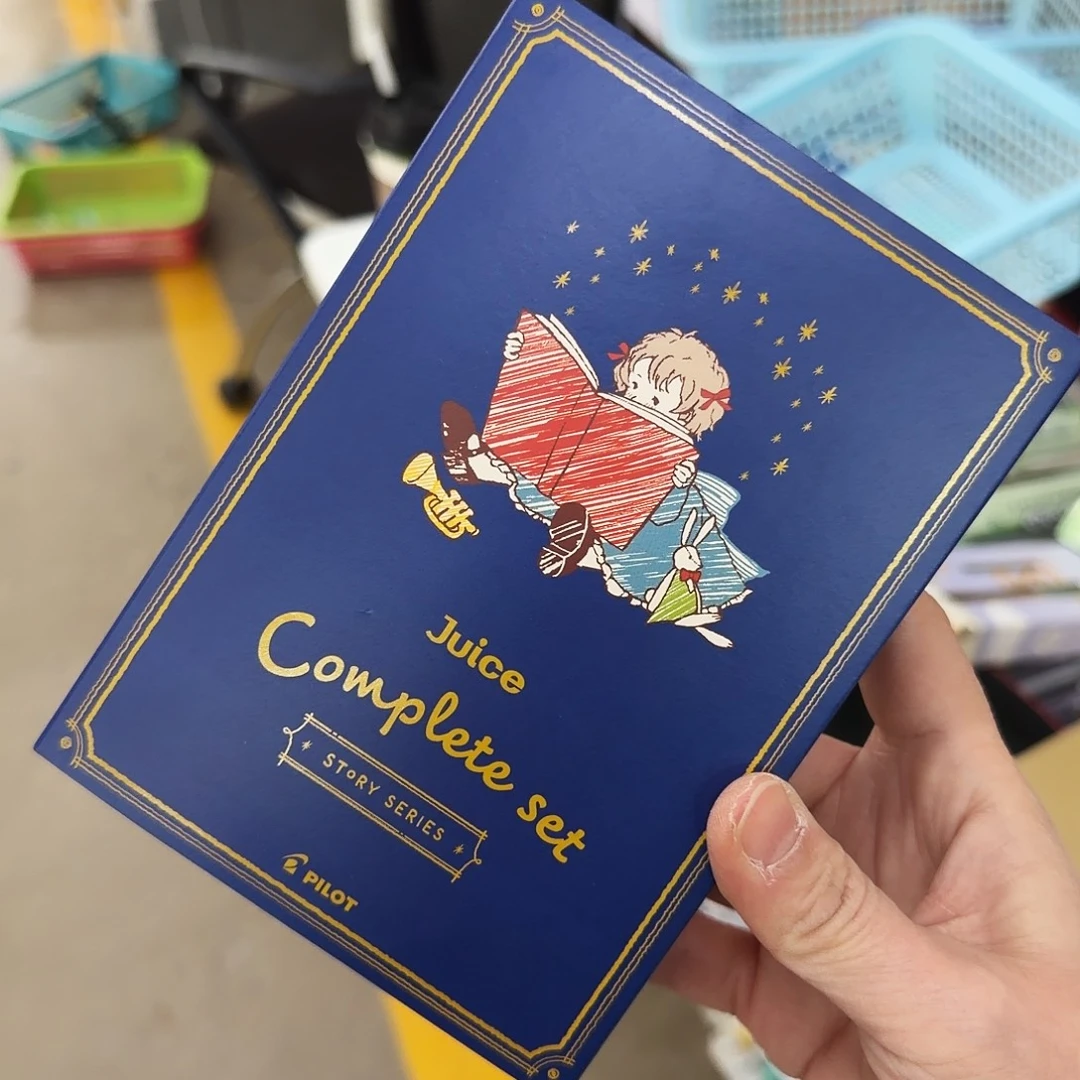 Juice
Complete set
STORY SERIES
PILOT